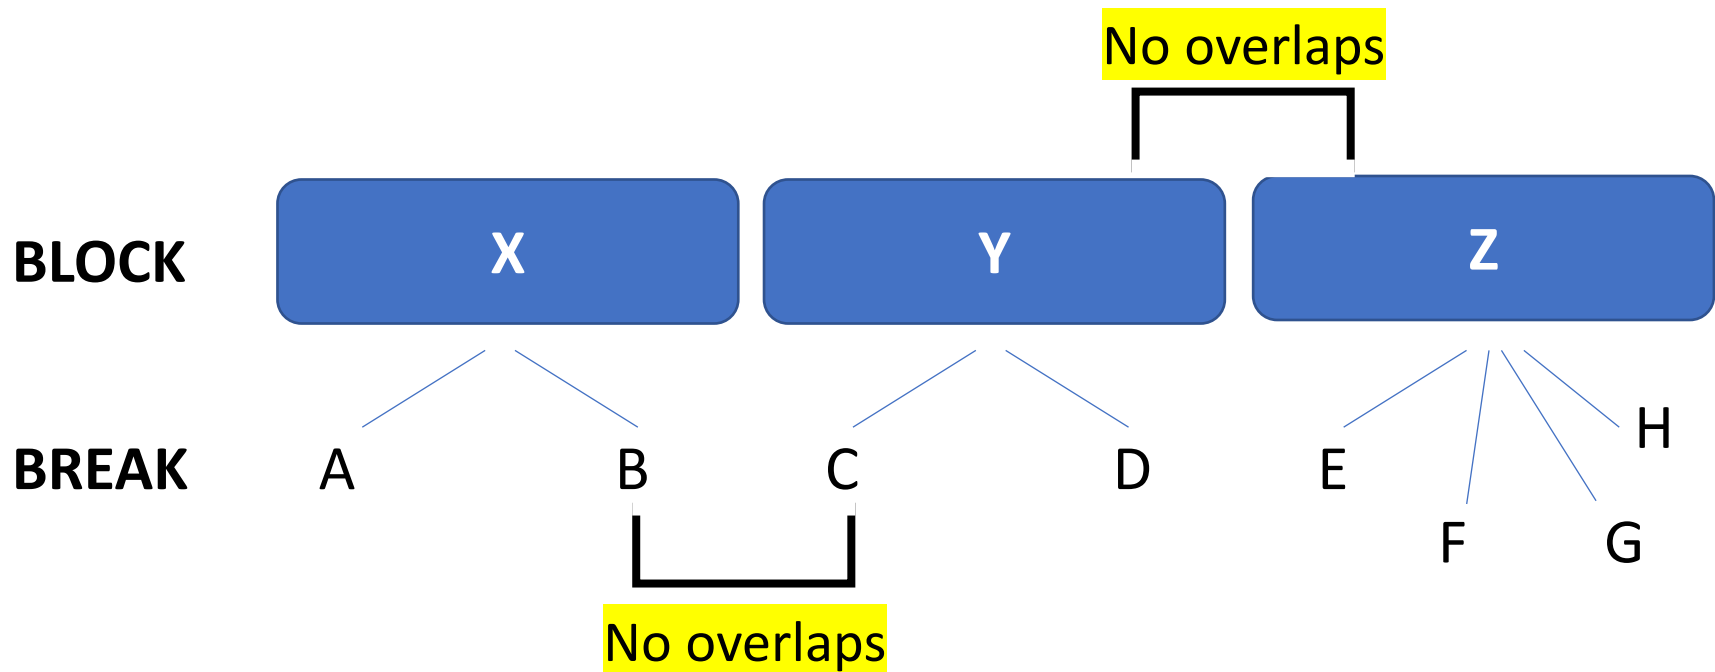 No overlaps
BLOCK X Y Z
BREAK A B C D E H
F G
No overlaps